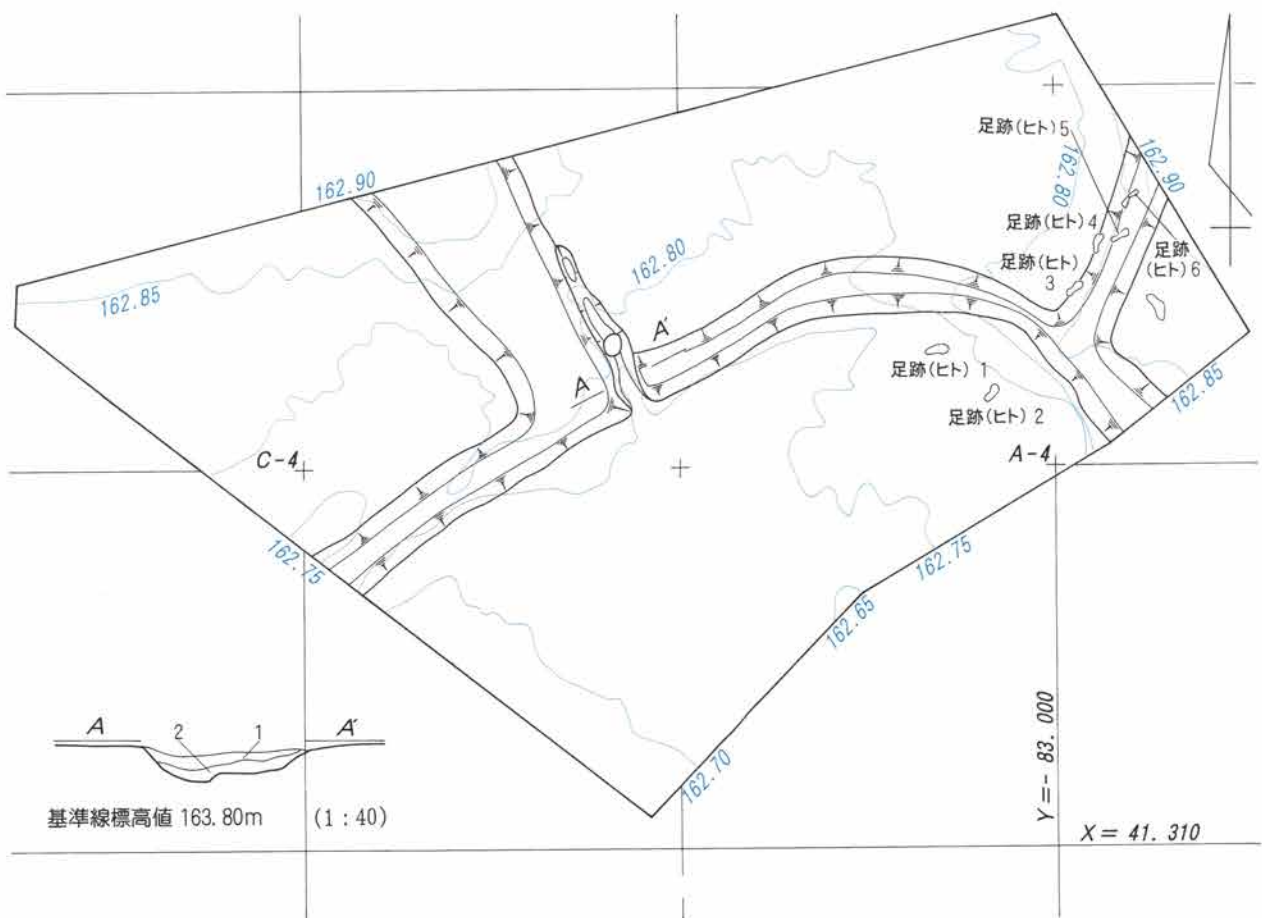 足跡(ヒト)5
162.80
162.90
162.90
足跡(ヒト)4
足跡(ヒト)
3
足跡
(ヒト)6
162.85
162.80
A′
A
足跡(ヒト) 1
足跡(ヒト) 2
162.85
C-4
A-4
162.75
162.75
162.65
162.70
A
2
1
A′
基準線標高値 163.80m (1:40)
Y=-83.000
X=41.310